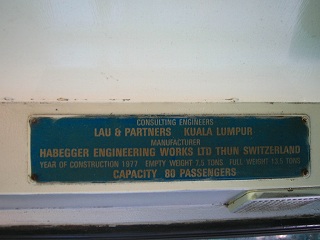 CONSULTING ENGINEERS
LAU & PARTNERS KUALA LUMPUR
MANUFACTURER
HABEGGER ENGINEERING WORKS LTD THUN SWITZERLAND
YEAR OF CONSTRUCTION 1977 EMPTY WEIGHT 7.5 TONS FULL WEIGHT 13.5 TONS
CAPACITY 80 PASSENGERS